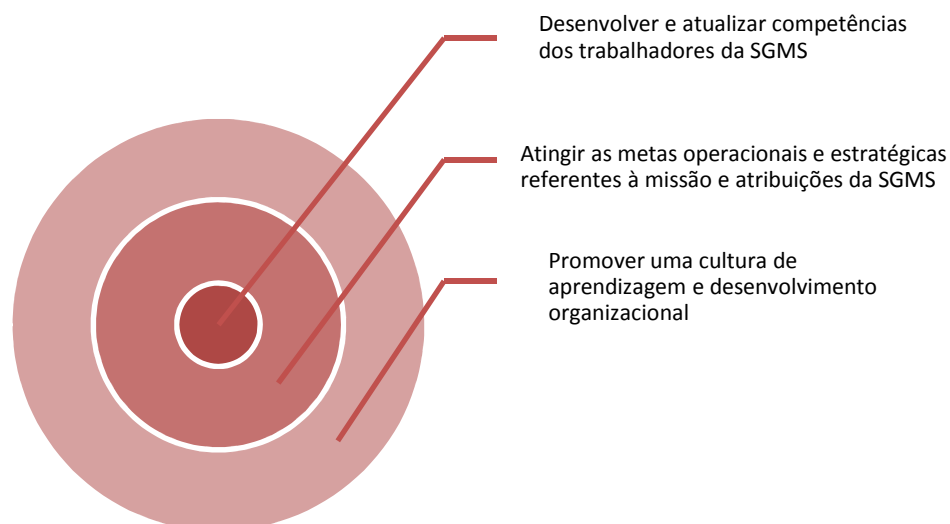 Desenvolver e atualizar competências
dos trabalhadores da SGMS
Atingir as metas operacionais e estratégicas
referentes à missão e atribuições da SGMS
Promover uma cultura de
aprendizagem e desenvolvimento
organizacional